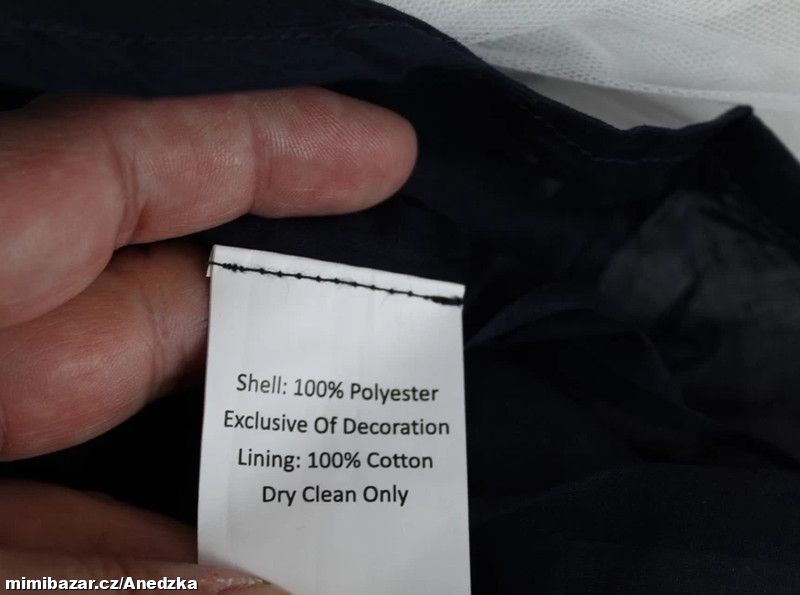 Shell: 100% Polyester
Exclusive Of Decoration
Lining: 100% Cotton
Dry Clean Only
mimibazar.cz/Anedzka